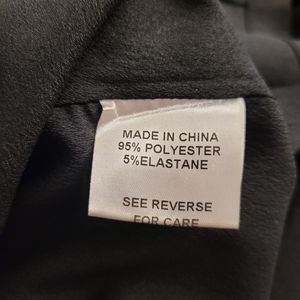 MADE IN CHINA
95% POLYESTER
5%ELASTANE
SEE REVERSE
FOR CARE